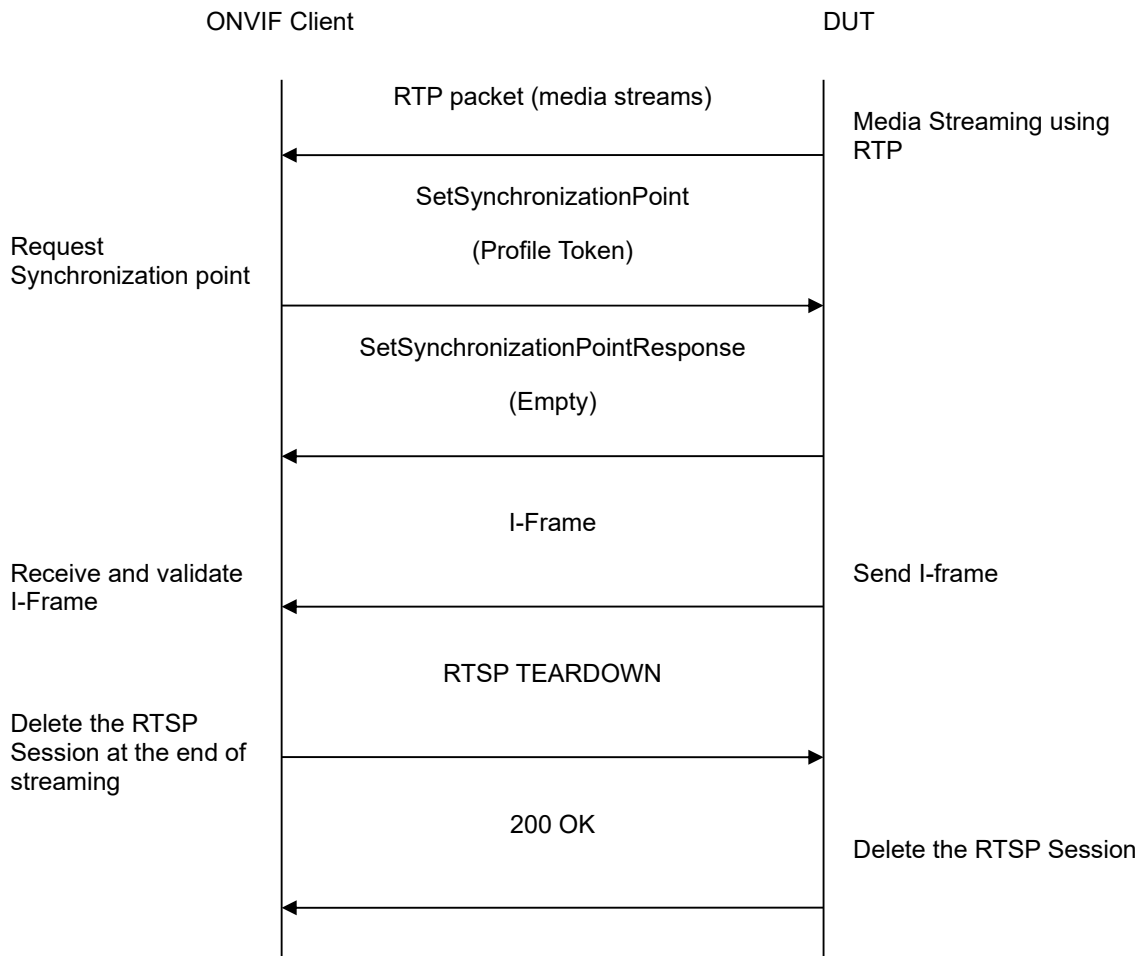 ONVIF Client
DUT
RTP packet (media streams)
Media Streaming using
RTP
SetSynchronizationPoint
(Profile Token)
Request
Synchronization point
SetSynchronizationPointResponse
(Empty)
I-Frame
Receive and validate
I-Frame
Send I-frame
RTSP TEARDOWN
Delete the RTSP
Session at the end of
streaming
200 OK
Delete the RTSP Session